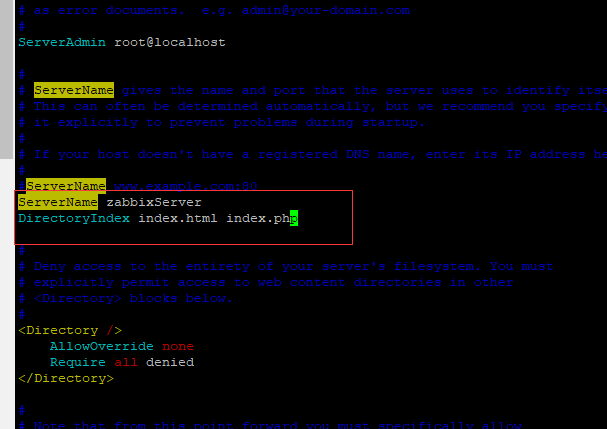 # as error documents.  e.g. admin@your-domain.com
#
ServerAdmin root@localhost
#
# ServerName gives the name and port that the server uses to identify itse
# This can often be determined automatically, but we recommend you specify
# it explicitly to prevent problems during startup.
#
# If your host doesn't have a registered DNS name, enter its IP address he
#
#ServerName www.example.com:80
ServerName zabbixServer
DirectoryIndex index.html index.php
#
# Deny access to the entirety of your server's filesystem. You must
# explicitly permit access to web content directories in other
# <Directory> blocks below.
#
<Directory />
    AllowOverride none
    Require all denied
</Directory>
#
# Note that from this point forward you must specifically allow